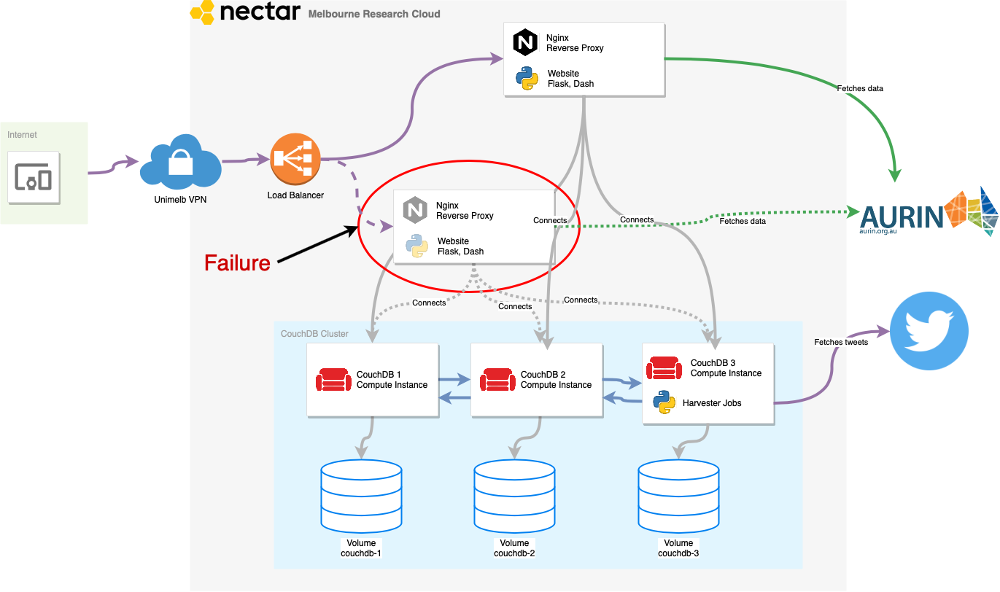 nectar
Melbourne Research Cloud
Nginx
Reverse Proxy
Website
Flask, Dash
Fetches data
Internet
Unimelb VPN
Load Balancer
Nginx
Reverse Proxy
Website
Flask, Dash
Connects
Connects
Fetches data
AURIN
aurin.org.au
Failure
Connects
Connects
Connects
CouchDB Cluster
Fetches tweets
CouchDB 1
Compute Instance
CouchDB 2
Compute Instance
CouchDB 3
Compute Instance
Harvester Jobs
Volume
couchdb-1
Volume
couchdb-2
Volume
couchdb-3